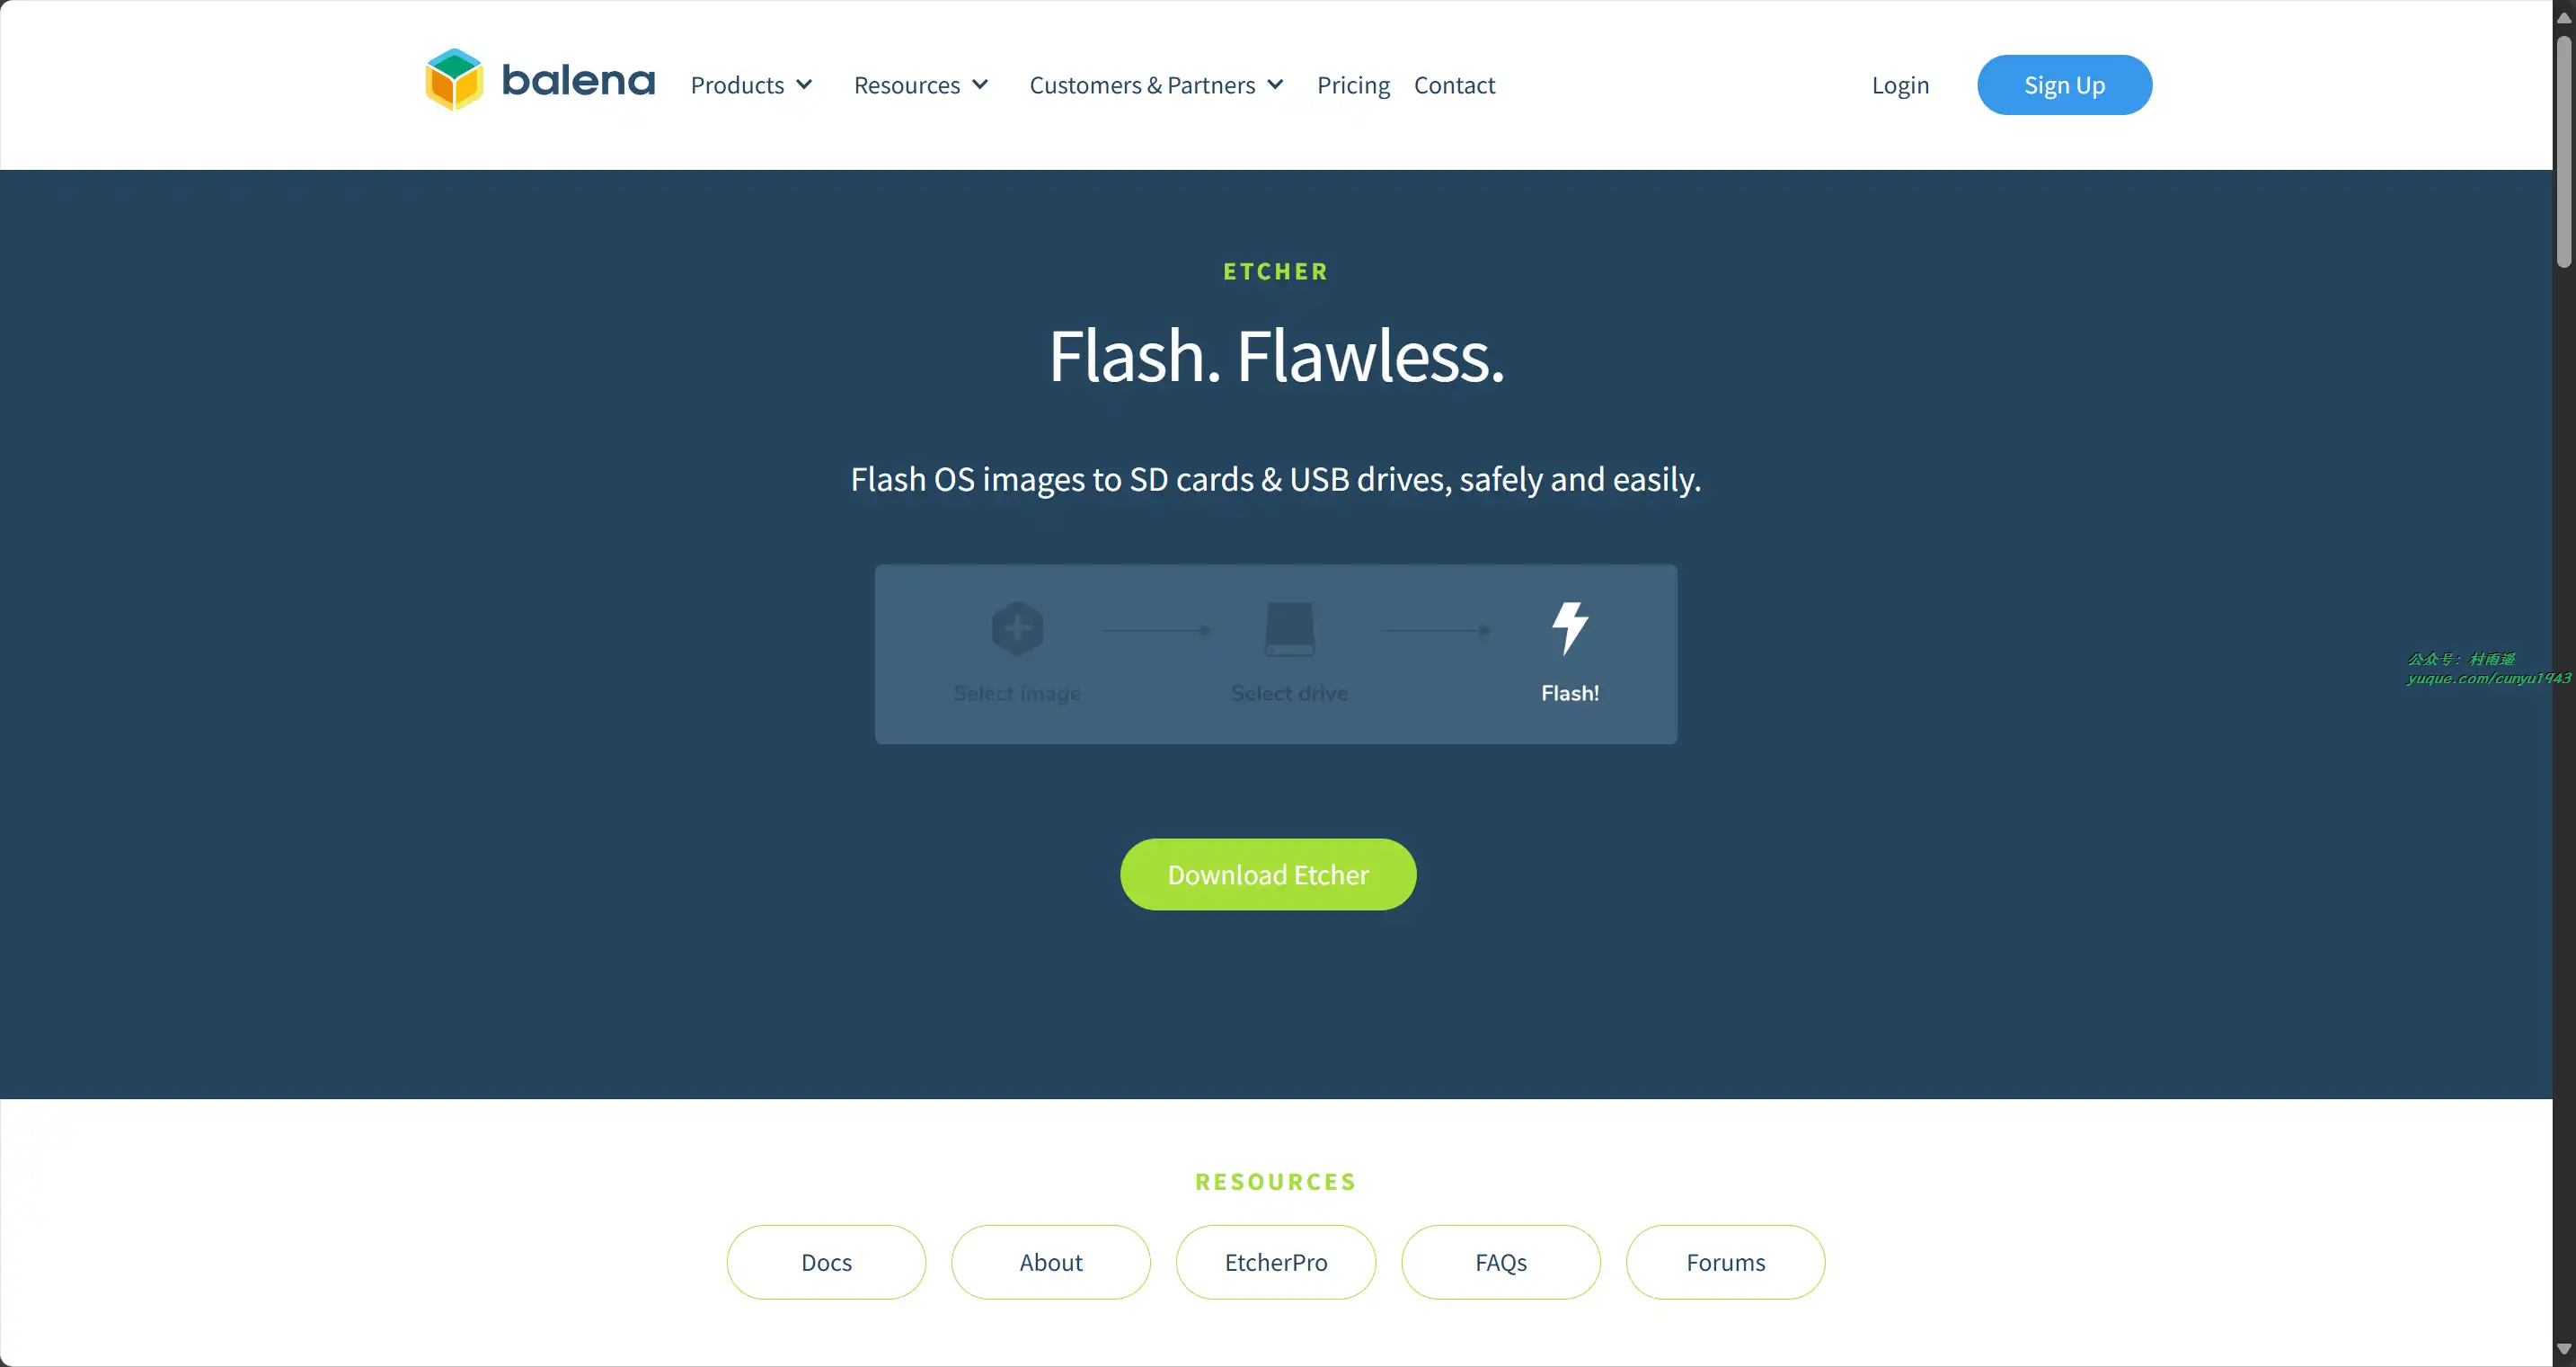 balena
Products
Resources
Customers & Partners
Pricing
Contact
Login
Sign Up
ETCHER
Flash. Flawless.
Flash OS images to SD cards & USB drives, safely and easily.
Select image
Select drive
Flash!
公众号：村雨遥
yuque.com/cunyu1943
Download Etcher
RESOURCES
Docs
About
EtcherPro
FAQs
Forums